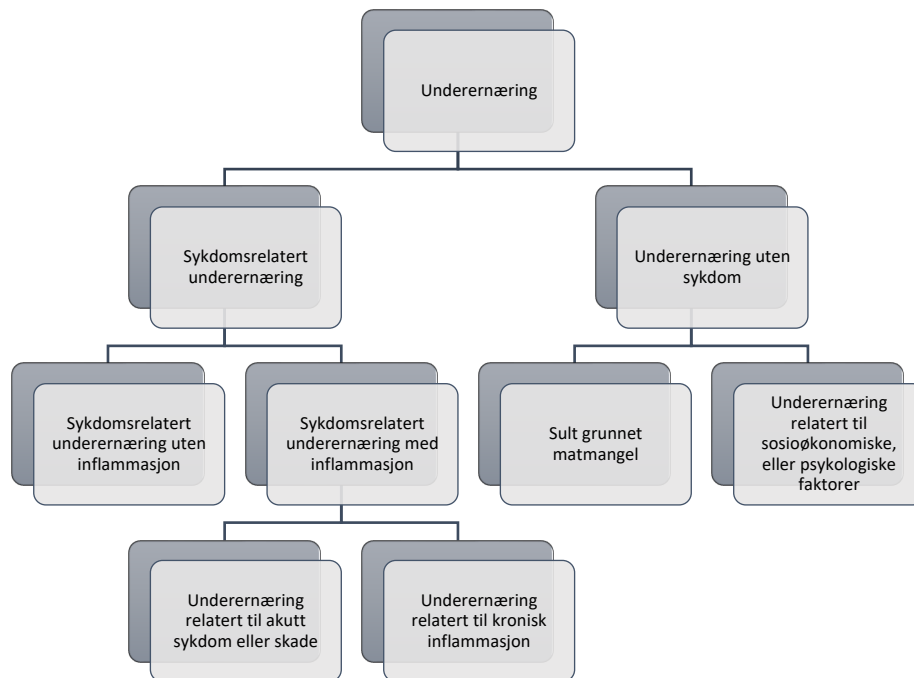 Underernæring
Sykdomsrelatert
underernæring
Underernæring uten
sykdom
Sykdomsrelatert
underernæring uten
inflammasjon
Sykdomsrelatert
underernæring med
inflammasjon
Sult grunnet
matmangel
Underernæring
relatert til
sosioøkonomiske,
eller psykologiske
faktorer
Underernæring
relatert til akutt
sykdom eller skade
Underernæring
relatert til kronisk
inflammasjon